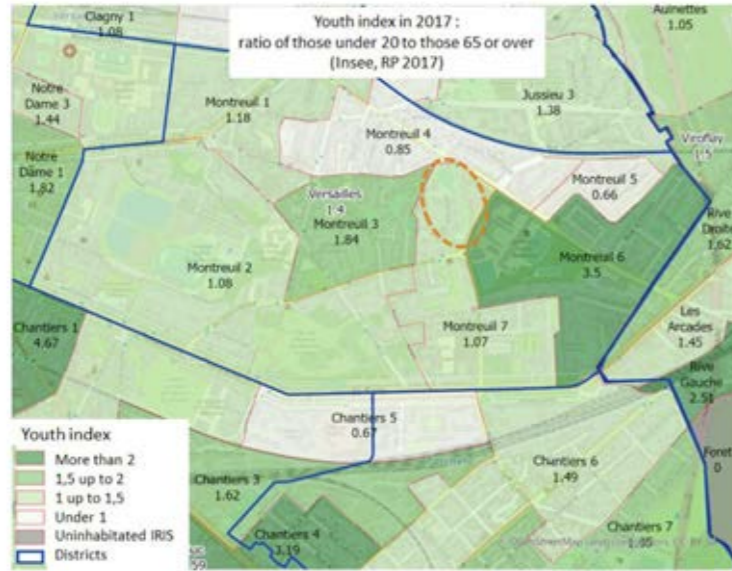 Clagny 1
1.08
Youth index in 2017 :
ratio of those under 20 to those 65 or over
(Insee, RP 2017)
Aulnettes
1.05
Notre
Dame 3
1.44
Montreuil 1
1.18
Jussieu 3
1.38
Montreuil 4
0.85
Viroflay
1.5
Notre
Dame 1
1.82
Versailles
1.4
Montreuil 3
1.84
Montreuil 5
0.66
Rive
Droite
1.62
Montreuil 2
1.08
Montreuil 6
3.5
Chantiers 1
4.67
Montreuil 7
1.07
Les
Arcades
1.45
Rive
Gauche
2.51
Chantiers 5
0.67
Foret
0
Chantiers 3
1.62
Chantiers 6
1.49
Chantiers 4
3.19
Chantiers 7
59
Youth index
More than 2
1,5 up to 2
1 up to 1,5
Under 1
Uninhabitated IRIS
Districts